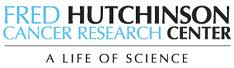 FRED HUTCHINSON
CANCER RESEARCH CENTER
A LIFE OF SCIENCE